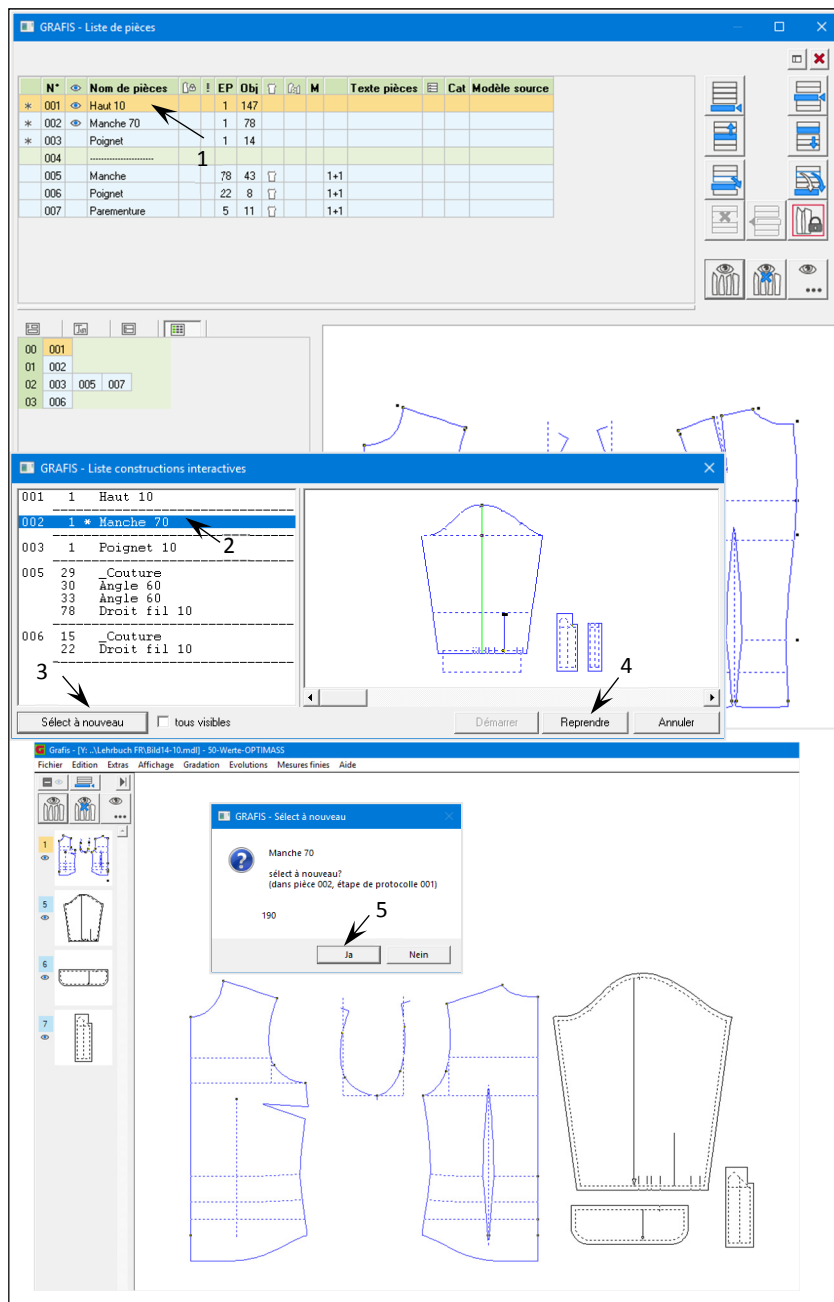 GRAFIS - Liste de pièces
N° Nom de pièces ! EP Obj M Texte pièces Cat Modèle source
* 001 Haut 10 1 147
* 002 Manche 70 1 78
* 003 Poignet 1 14
1
004 ----------------------
005 Manche 78 43 1+1
006 Poignet 22 8 1+1
007 Parementure 5 11 1+1
00 001
01 002
02 003 005 007
03 006
GRAFIS - Liste constructions interactives
001 1 Haut 10
002 1 * Manche 70
2
003 1 Poignet 10
005 29 _Couture
30 Angle 60
33 Angle 60
78 Droit fil 10
006 15 _Couture
22 Droit fil 10
3
4
Sélect à nouveau tous visibles Démarrer Reprendre Annuler
Grafis - [Y: ..\Lehrbuch FR\Bild14-10.mdl] - 50-Werte-OPTIMASS
Fichier Edition Extras Affichage Gradation Evolutions Mesures finies Aide
GRAFIS - Sélect à nouveau
1
Manche 70
sélect à nouveau?
(dans pièce 002, étape de protocolle 001)
5
190
5
Ja Nein
6
7